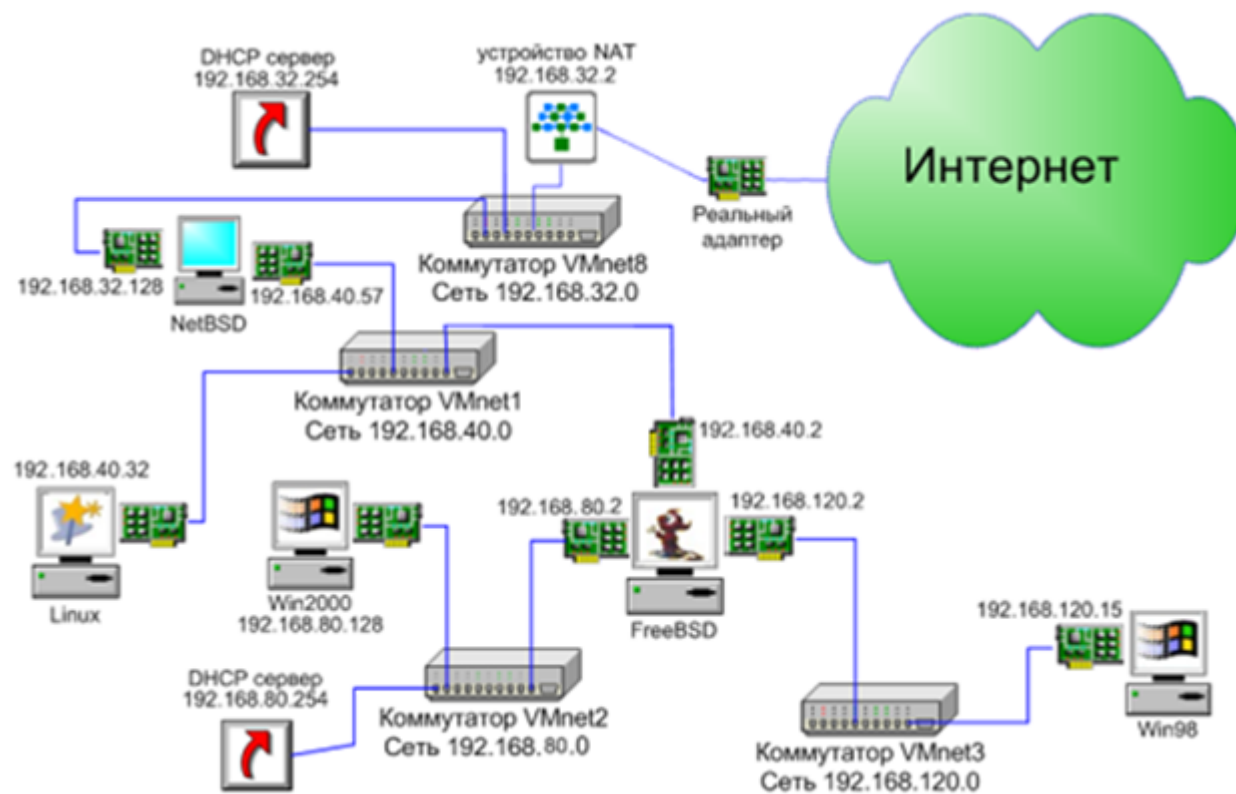 DHCP сервер
192.168.32.254
устройство NAT
192.168.32.2
Интернет
Реальный
адаптер
Коммутатор VMnet8
Сеть 192.168.32.0
192.168.32.128
192.168.40.57
NetBSD
Коммутатор VMnet1
Сеть 192.168.40.0
192.168.40.2
192.168.40.32
Linux
Win2000
192.168.80.128
192.168.80.2
192.168.120.2
FreeBSD
192.168.120.15
Win98
DHCP сервер
192.168.80.254
Коммутатор VMnet2
Сеть 192.168.80.0
Коммутатор VMnet3
Сеть 192.168.120.0